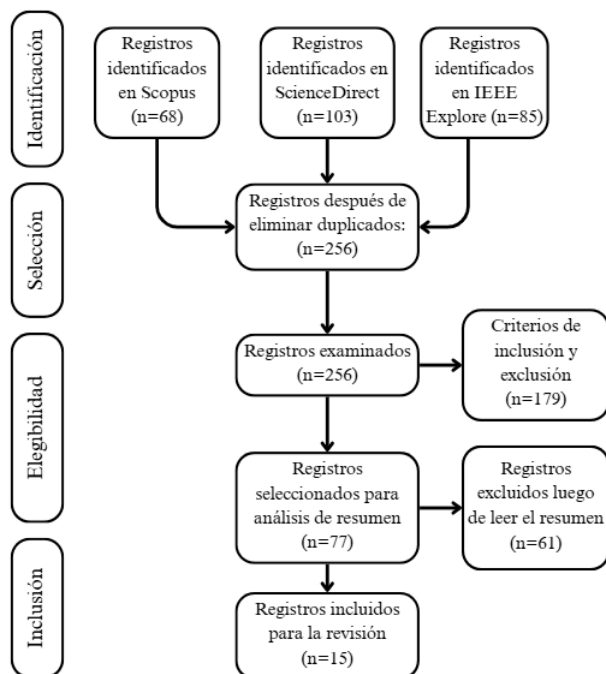 Identificación
Registros
identificados
en Scopus
(n=68)
Registros
identificados en
ScienceDirect
(n=103)
Registros
identificados en IEEE
Explore (n=85)
Selección
Registros después de
eliminar duplicados:
(n=256)
Elegibilidad
Registros examinados
(n=256)
Criterios de
inclusión y
exclusión
(n=179)
Registros
seleccionados para
análisis de resumen
(n=77)
Registros
excluidos luego
de leer el resumen
(n=61)
Inclusión
Registros incluidos
para la revisión
(n=15)